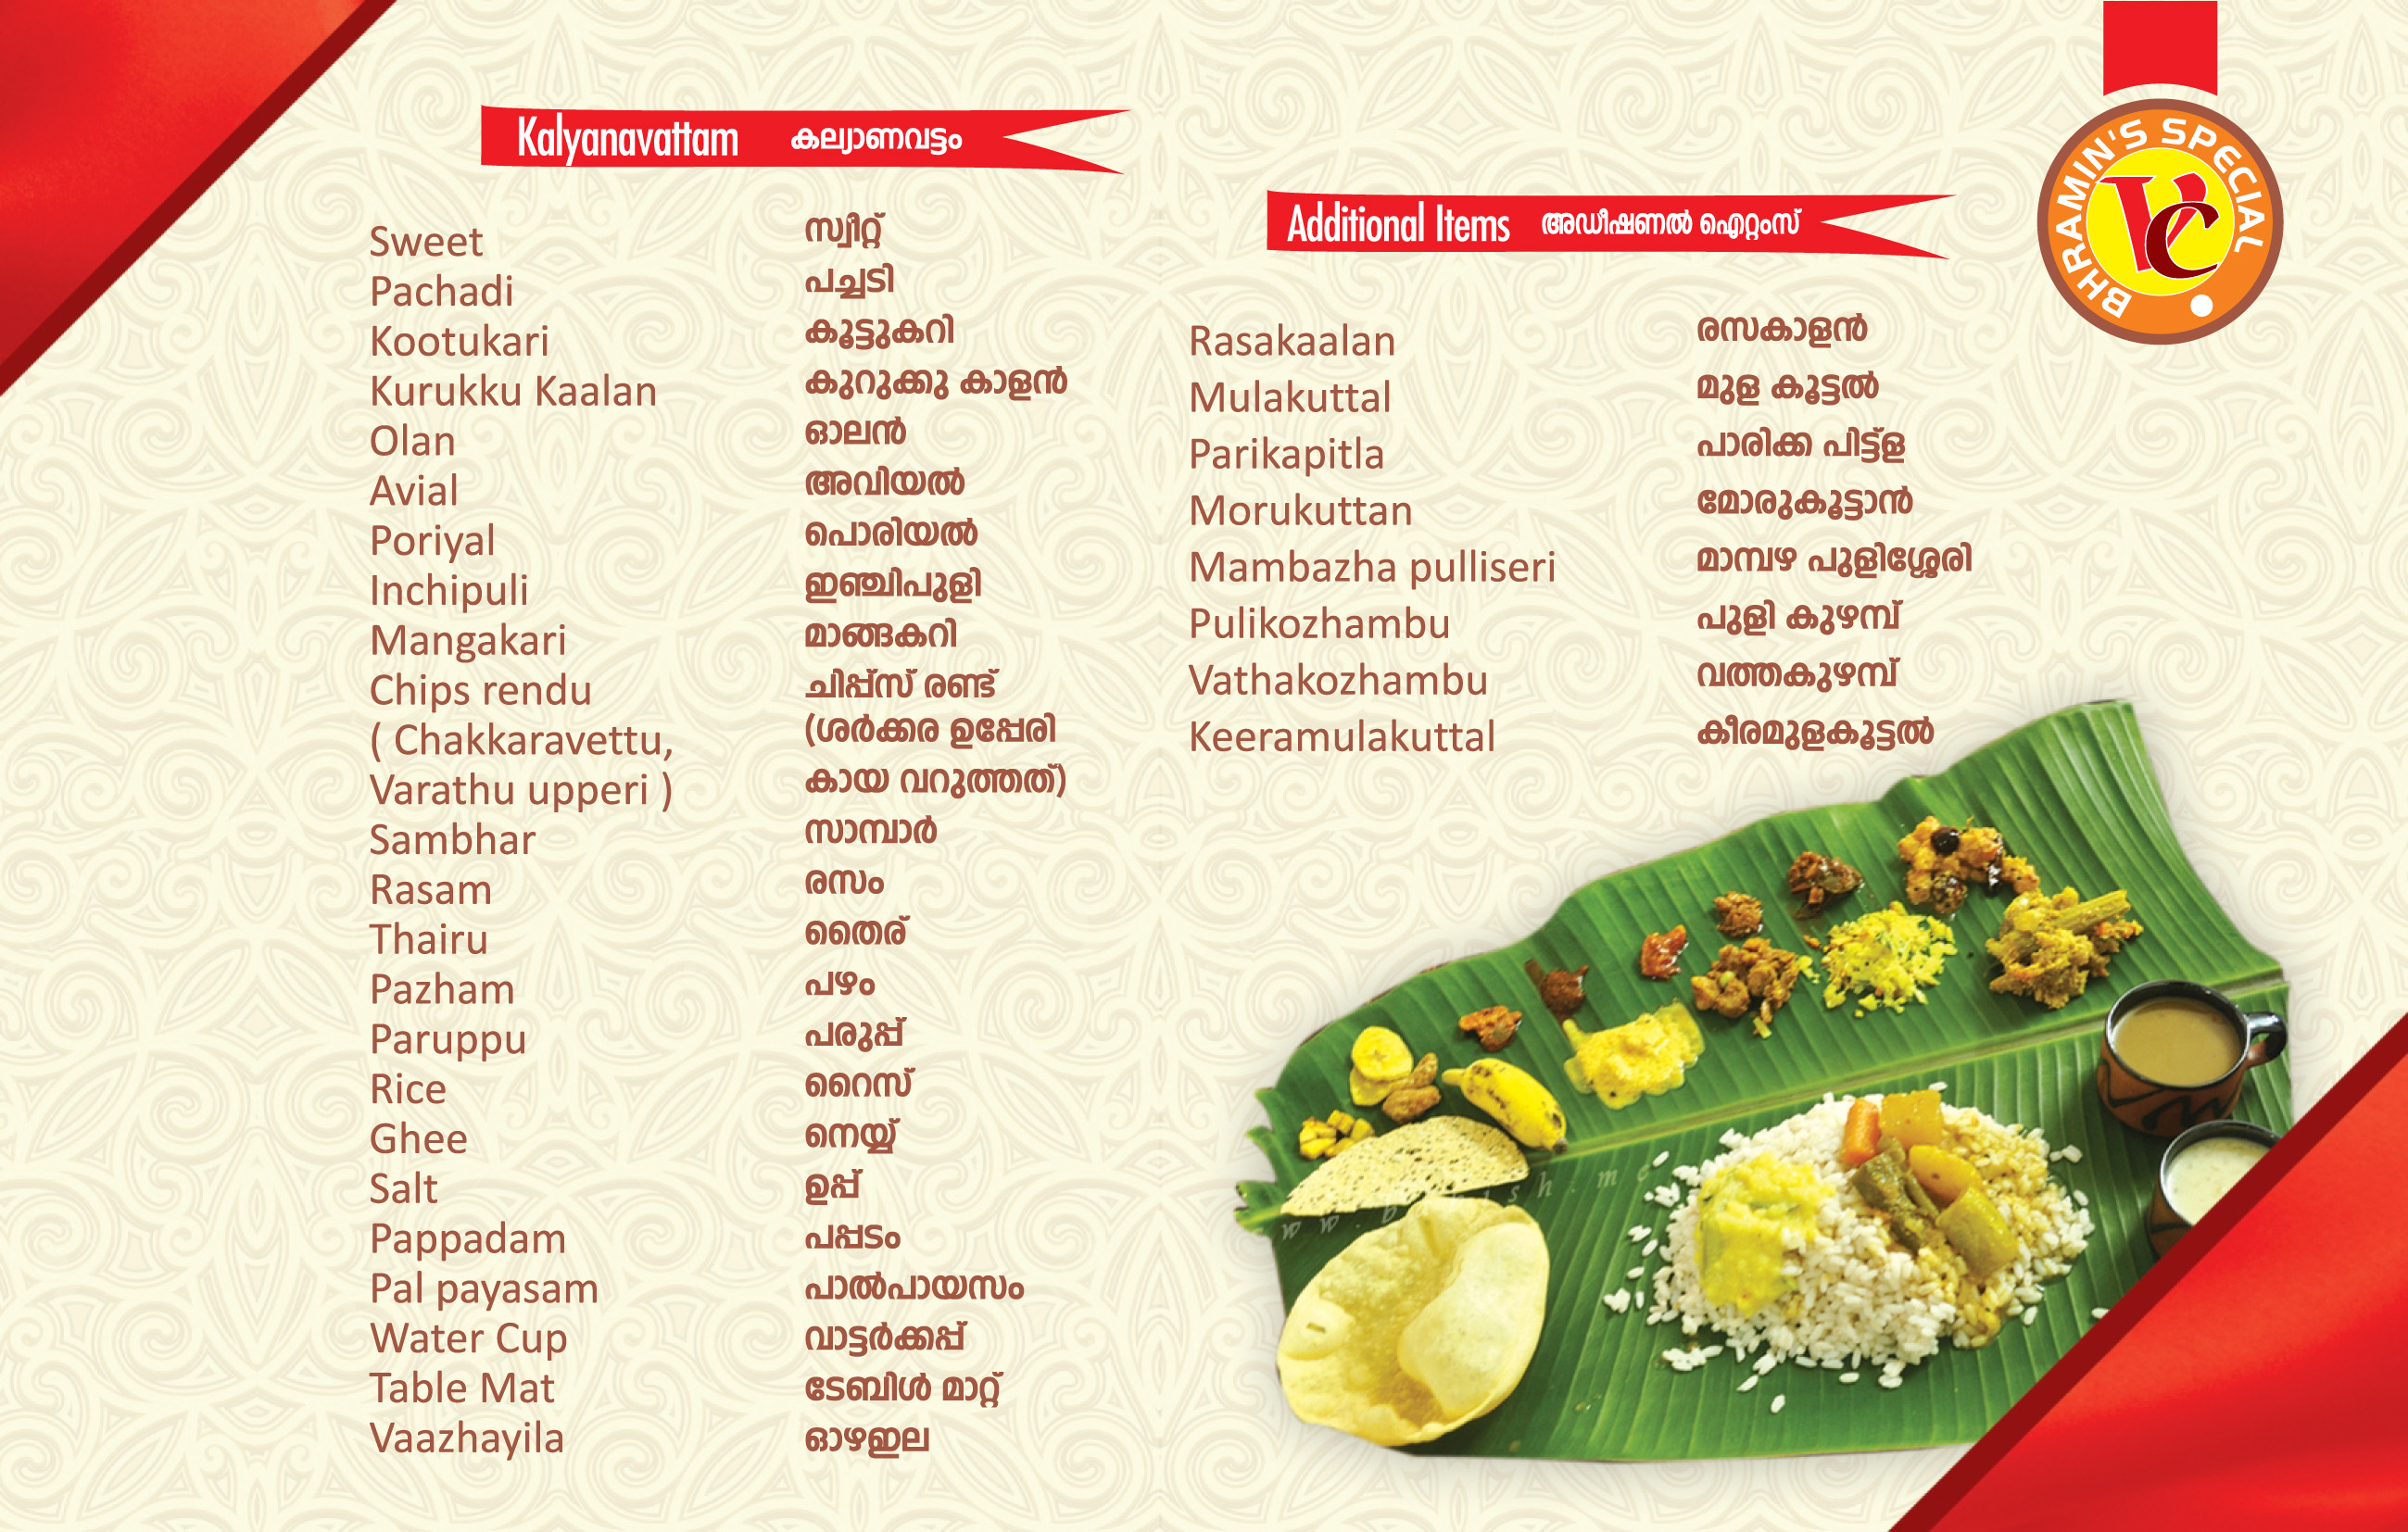 Kalyanavattam കല്യാണവട്ടം
Sweet സ്വീറ്റ്
Pachadi പച്ചടി
Kootukari കൂട്ടുകറി
Kurukku Kaalan കുറുക്കു കാളൻ
Olan ഓലൻ
Avial അവിയൽ
Poriyal പൊരിയൽ
Inchipuli ഇഞ്ചിപുളി
Mangakari മാങ്ങകറി
Chips rendu ചിപ്പ്സ് രണ്ട്
( Chakkaravettu, (ശർക്കര ഉപ്പേരി
Varathu upperi ) കായ വറുത്തത്)
Sambhar സാമ്പാർ
Rasam രസം
Thairu തൈര്
Pazham പഴം
Paruppu പരുപ്പ്
Rice റൈസ്
Ghee നെയ്യ്
Salt ഉപ്പ്
Pappadam പപ്പടം
Pal payasam പാൽപായസം
Water Cup വാട്ടർക്കപ്പ്
Table Mat ടേബിൾ മാറ്റ്
Vaazhayila ഓഴഇല
Additional Items അഡീഷണൽ ഐറ്റംസ്
Rasakaalan രസകാളൻ
Mulakuttal മുള കൂട്ടൽ
Parikapitla പാരിക്ക പിട്ട്ള
Morukuttan മോരുകൂട്ടാൻ
Mambazha pulliseri മാമ്പഴ പുളിശ്ശേരി
Pulikozhambu പുളി കുഴമ്പ്
Vathakozhambu വത്തകുഴമ്പ്
Keeramulakuttal കീരമുളകൂട്ടൽ
BHRAMIN'S SPECIAL
VC